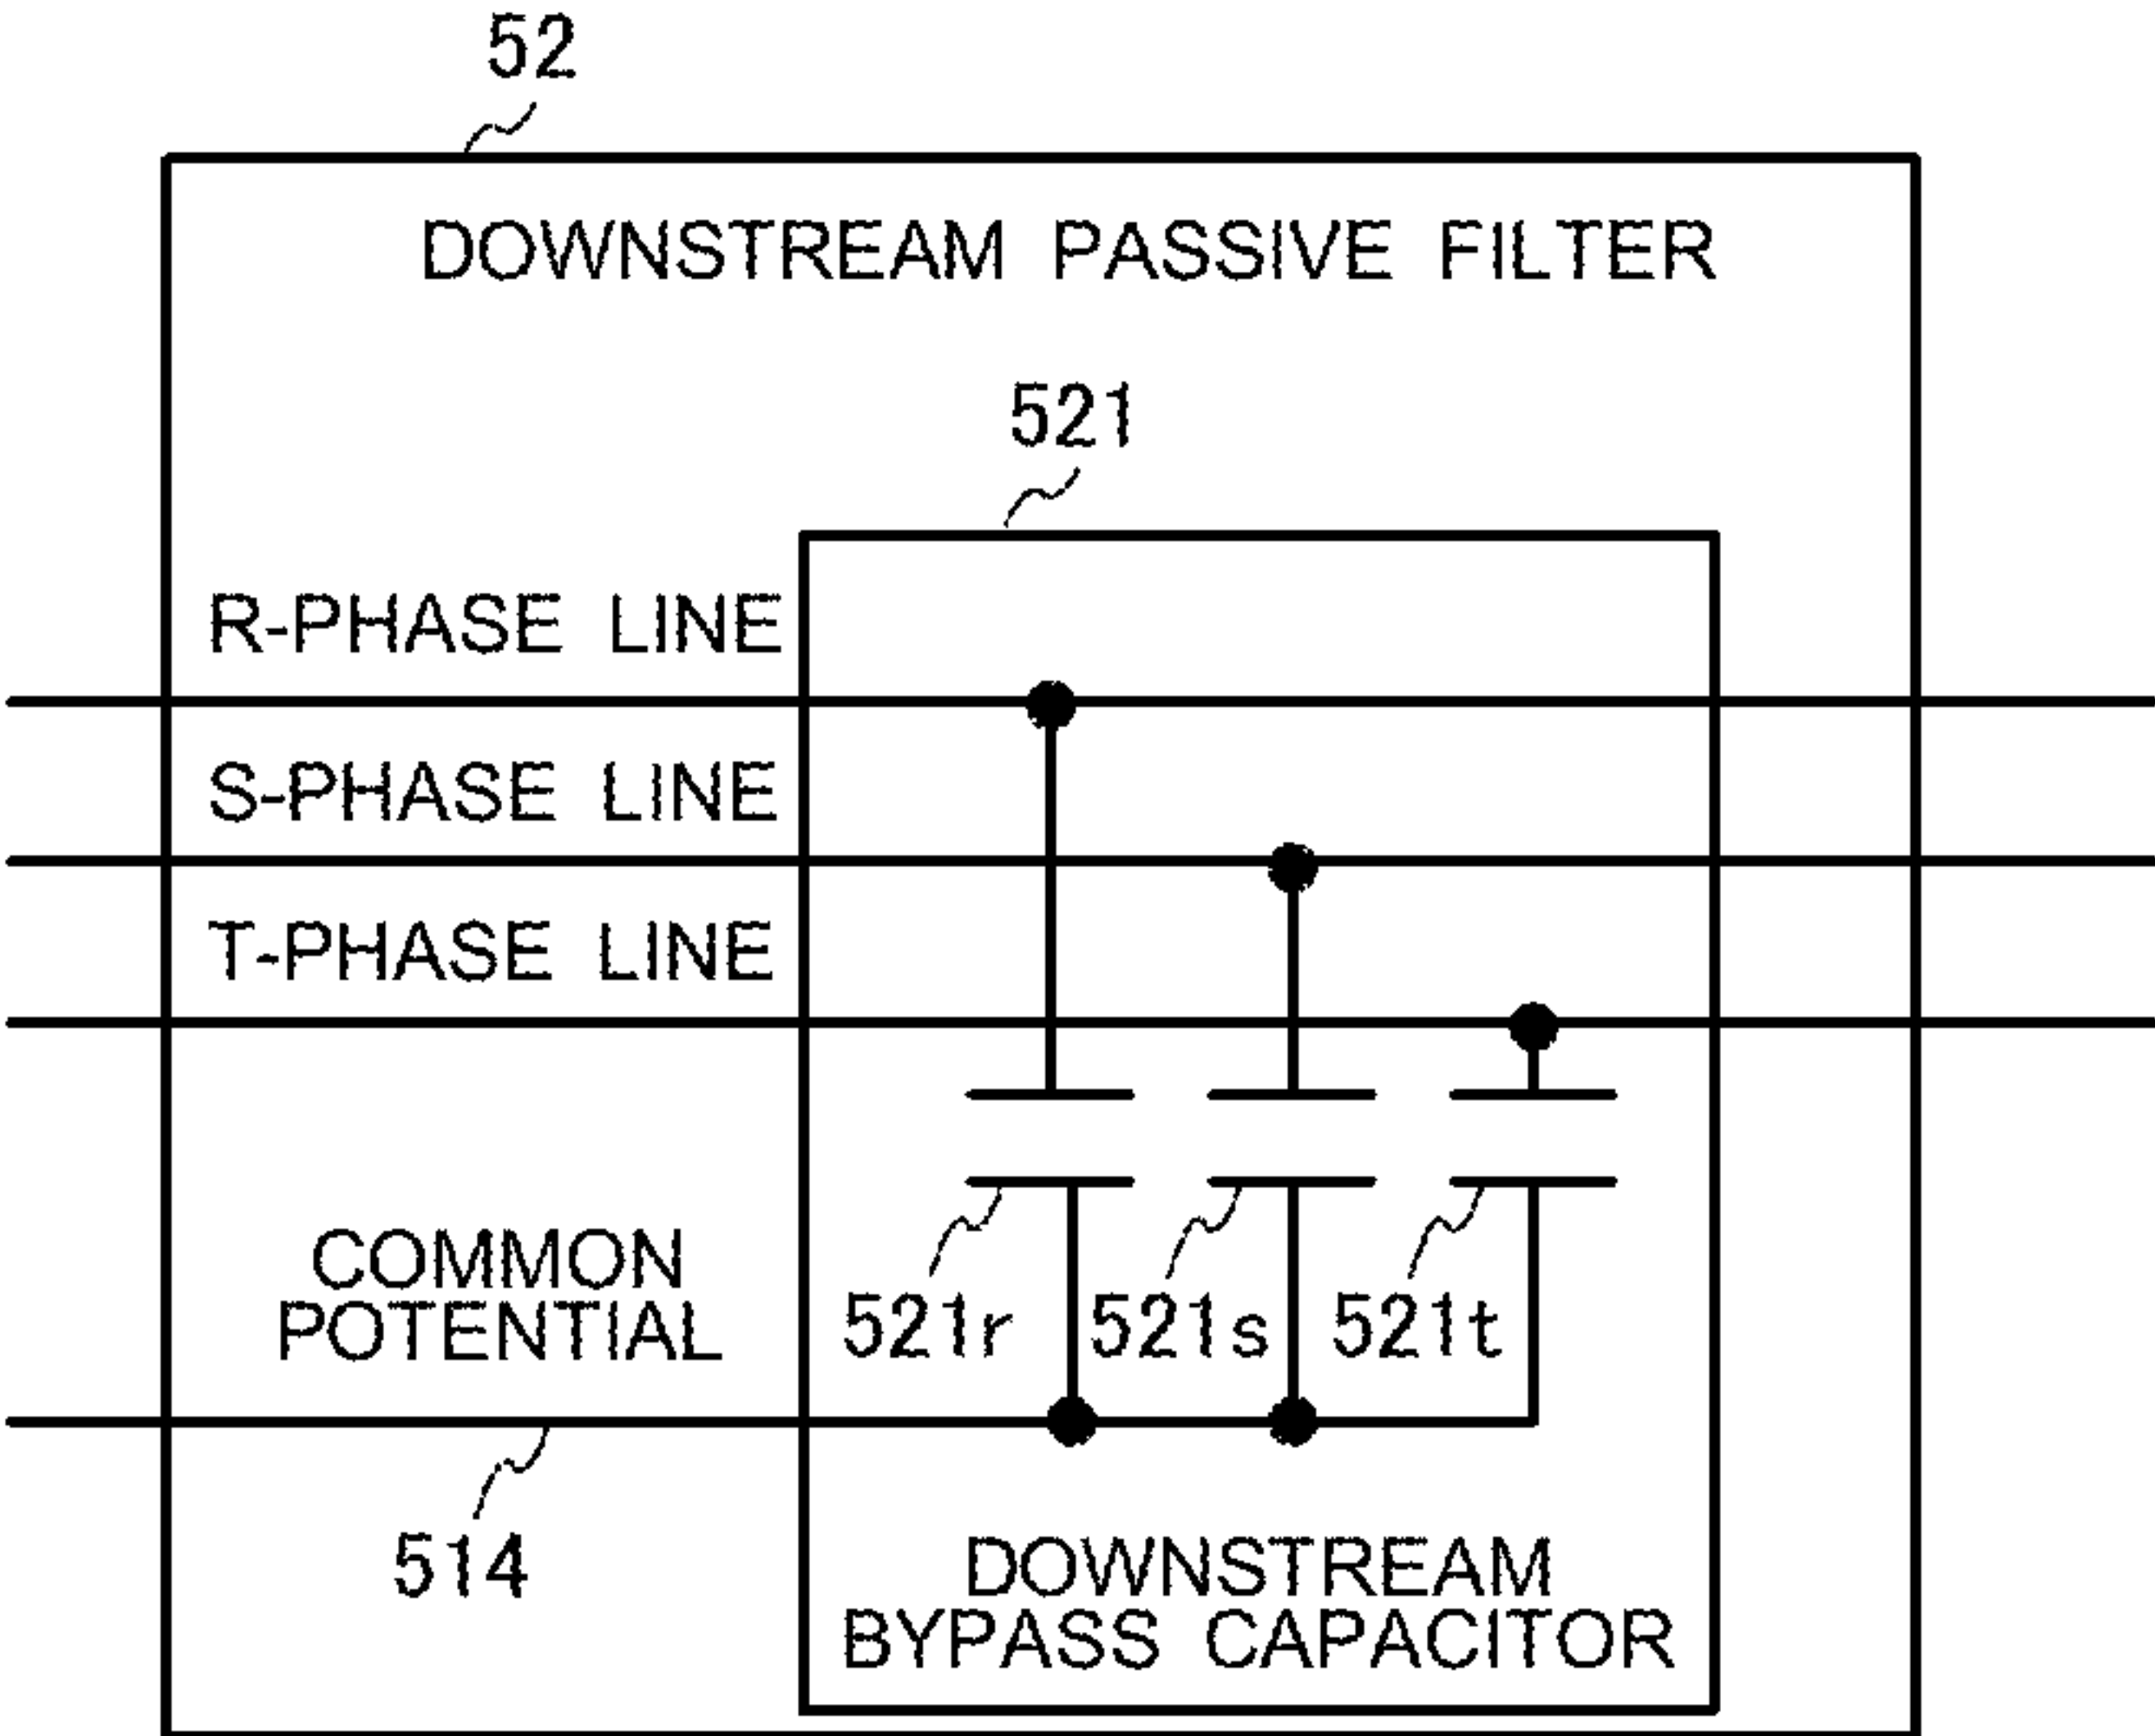 52
DOWNSTREAM PASSIVE FILTER
521
R-PHASE LINE
S-PHASE LINE
T-PHASE LINE
COMMON
POTENTIAL
521r 521s 521t
514
DOWNSTREAM
BYPASS CAPACITOR